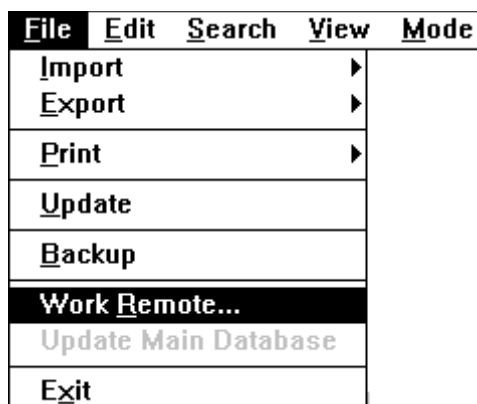 File Edit Search View Mode
Import
Export
Print
Update
Backup
Work Remote...
Update Main Database
Exit